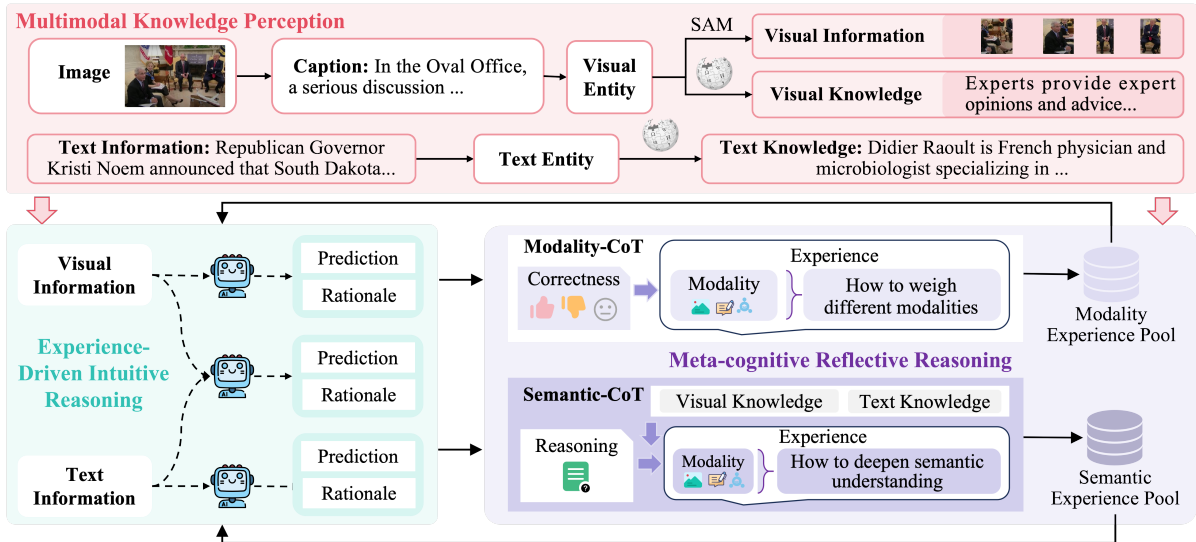 Multimodal Knowledge Perception
Image
Caption: In the Oval Office,
a serious discussion ...
Visual
Entity
SAM
Visual Information
Visual Knowledge
Experts provide expert
opinions and advice...
Text Information: Republican Governor
Kristi Noem announced that South Dakota...
Text Entity
Text Knowledge: Didier Raoult is French physician and
microbiologist specializing in ...
Visual
Information
Experience-
Driven Intuitive
Reasoning
Text
Information
AI
Prediction
Rationale
AI
Prediction
Rationale
AI
Prediction
Rationale
Modality-CoT
Correctness
Experience
Modality
How to weigh
different modalities
Modality
Experience Pool
Meta-cognitive Reflective Reasoning
Semantic-CoT
Visual Knowledge
Text Knowledge
Reasoning
?
Experience
Modality
How to deepen semantic
understanding
Semantic
Experience Pool